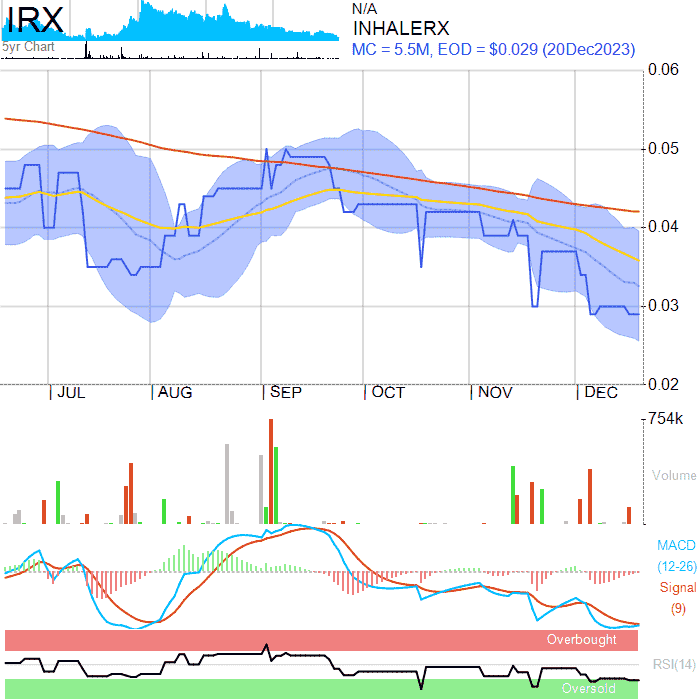 IRX
5yr Chart
N/A
INHALERX
MC = 5.5M, EOD = $0.029 (20Dec2023)
0.06
0.05
0.04
0.03
0.02
JUL AUG SEP OCT NOV DEC
754k
Volume
MACD
(12-26)
Signal
(9)
Overbought
RSI(14)
Oversold